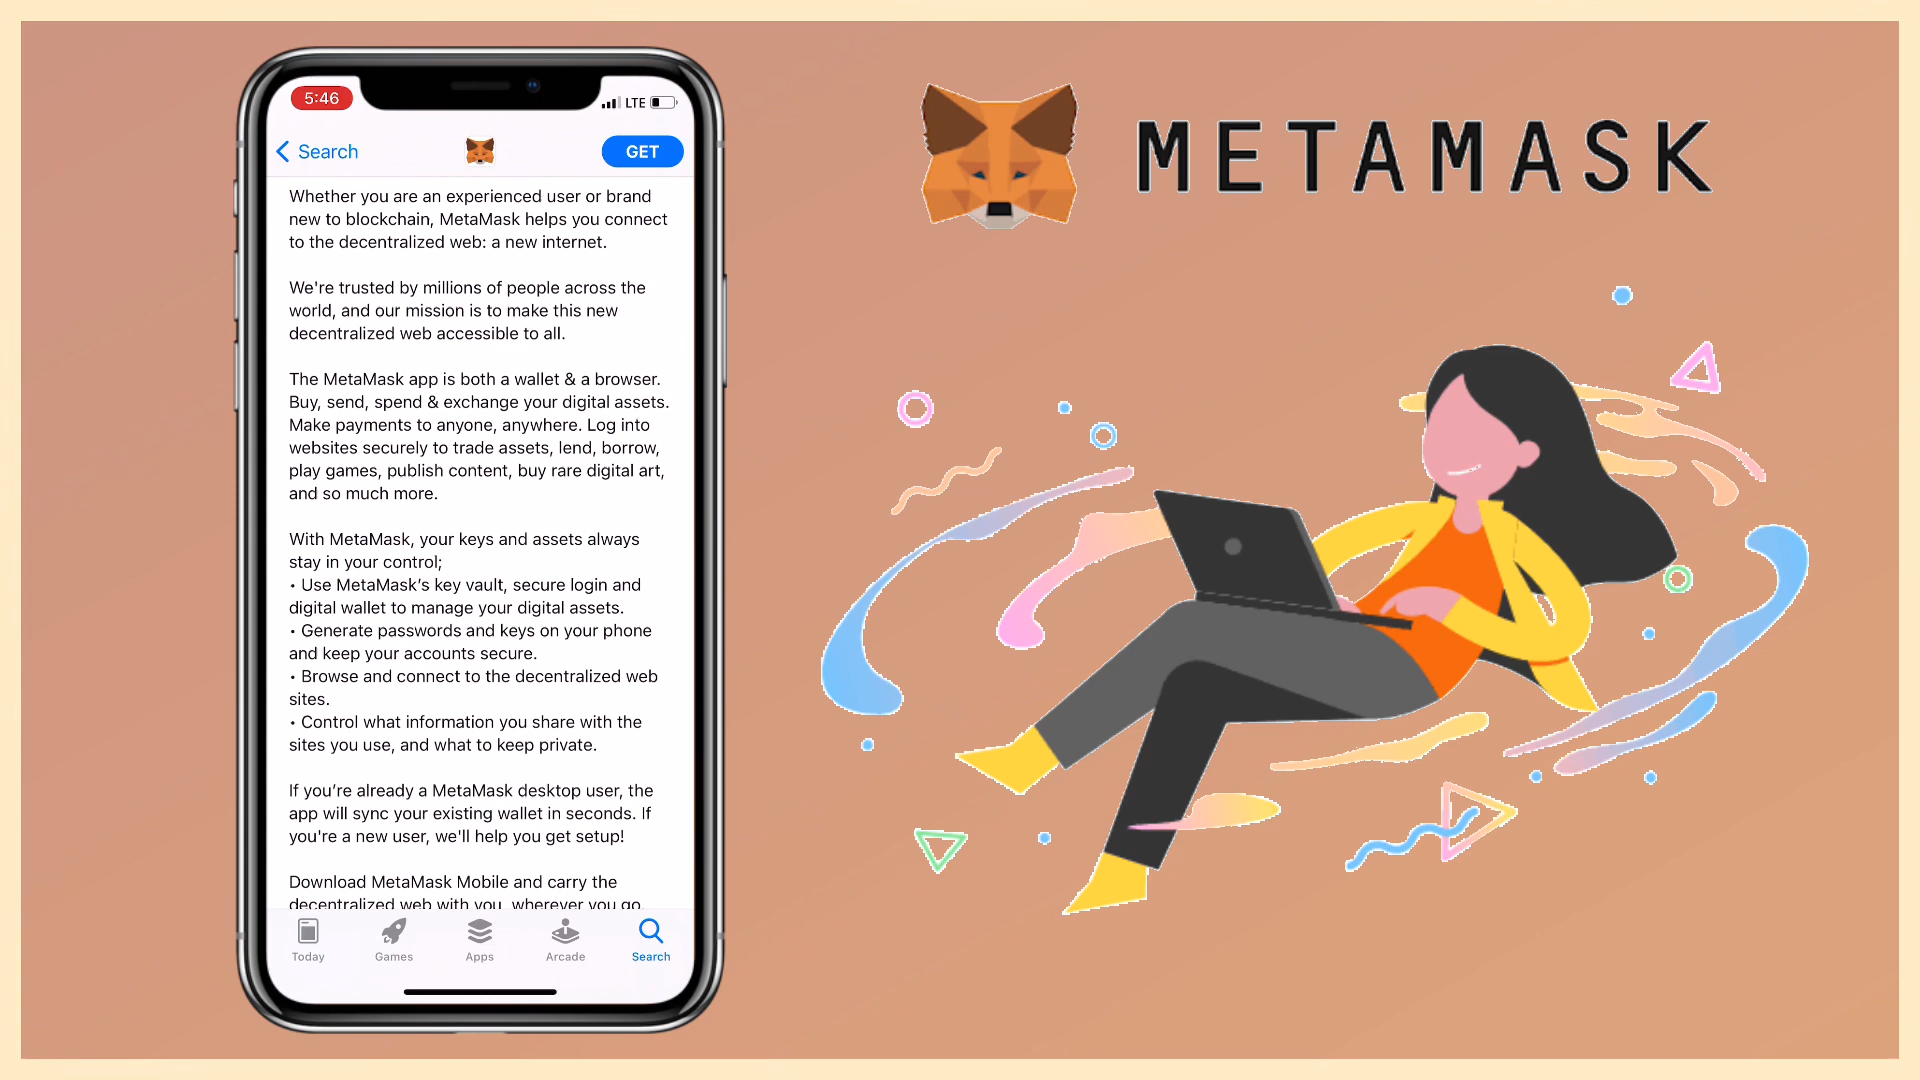 5:46
LTE
Search
GET
Whether you are an experienced user or brand
new to blockchain, MetaMask helps you connect
to the decentralized web: a new internet.
We're trusted by millions of people across the
world, and our mission is to make this new
decentralized web accessible to all.
The MetaMask app is both a wallet & a browser.
Buy, send, spend & exchange your digital assets.
Make payments to anyone, anywhere. Log into
websites securely to trade assets, lend, borrow,
play games, publish content, buy rare digital art,
and so much more.
With MetaMask, your keys and assets always
stay in your control;
• Use MetaMask’s key vault, secure login and
digital wallet to manage your digital assets.
• Generate passwords and keys on your phone
and keep your accounts secure.
• Browse and connect to the decentralized web
sites.
• Control what information you share with the
sites you use, and what to keep private.
If you’re already a MetaMask desktop user, the
app will sync your existing wallet in seconds. If
you're a new user, we'll help you get setup!
Download MetaMask Mobile and carry the
decentralized web with you, wherever you go.
Today
Games
Apps
Arcade
Search
METAMASK